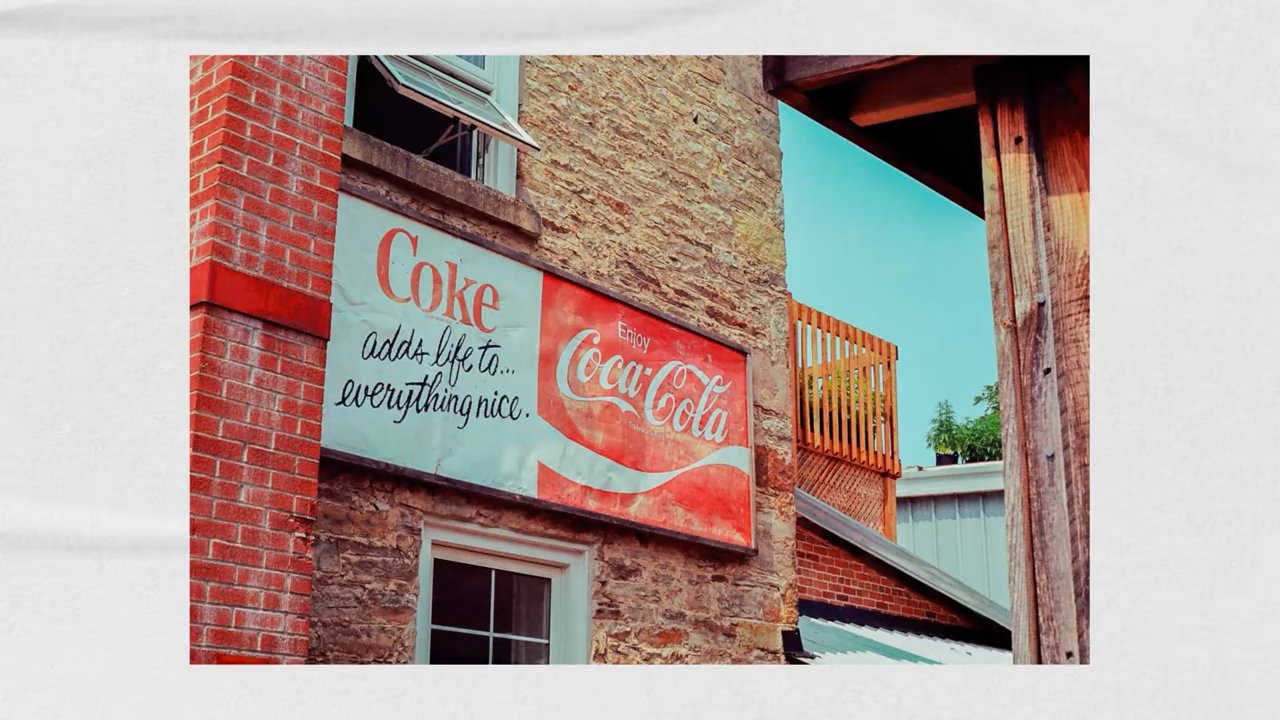 Coke
adds life to...
everything nice.
Enjoy
Coca-Cola